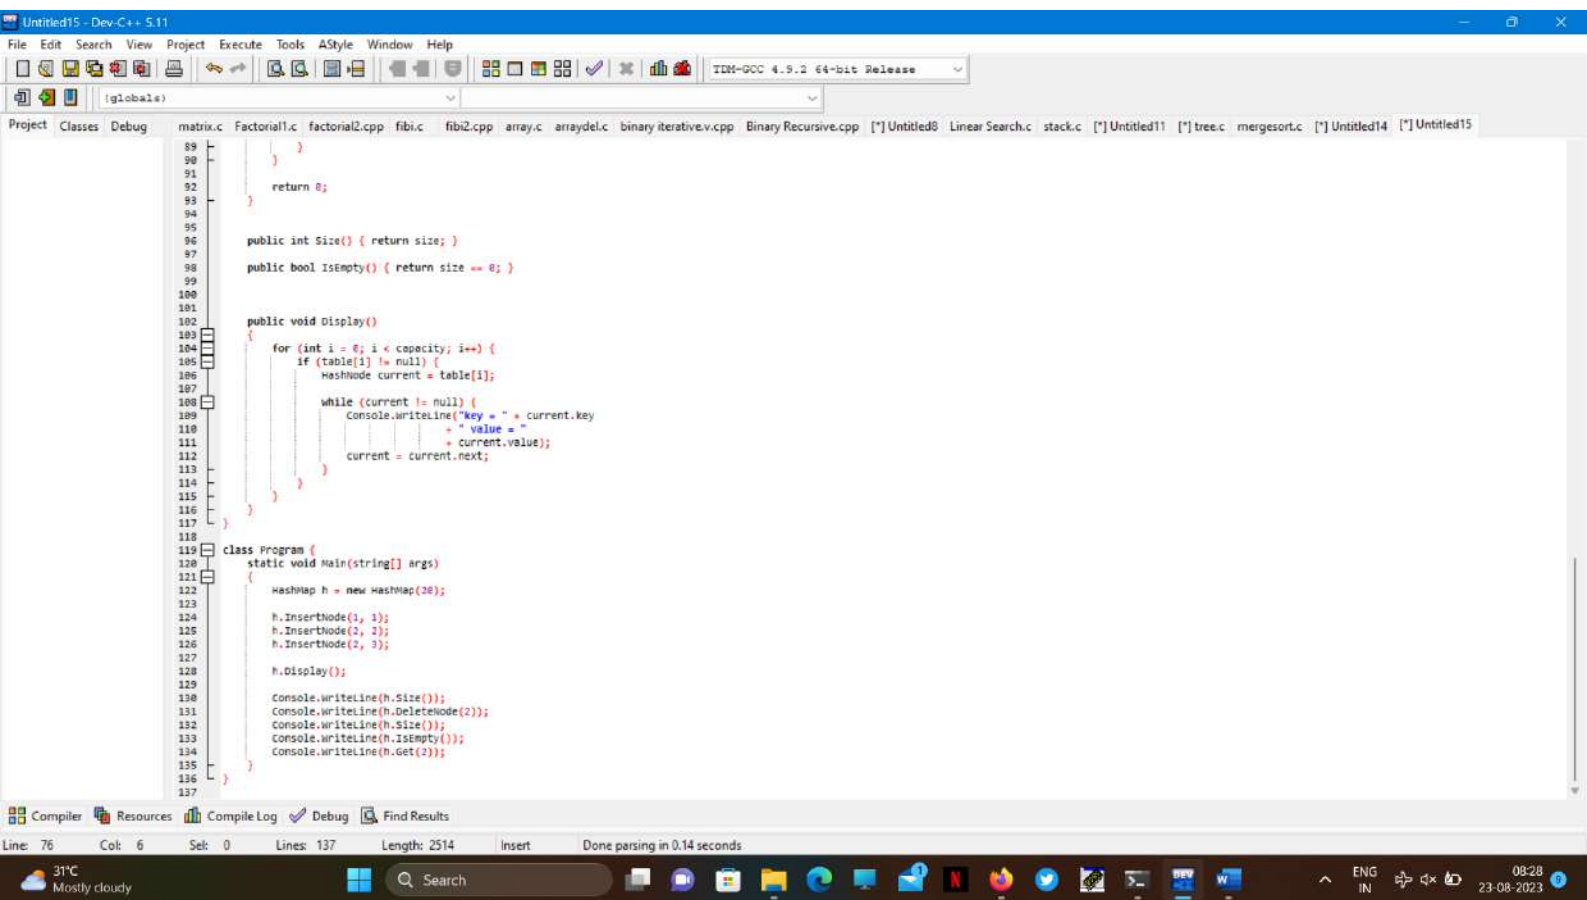 Untitled15 - Dev-C++ 5.11
File Edit Search View Project Execute Tools AStyle Window Help
TDM-GCC 4.9.2 64-bit Release
(globals)
Project Classes Debug matrix.c Factorial1.c factorial2.cpp fibi.c fibi2.cpp array.c arraydel.c binary iterative.v.cpp Binary Recursive.cpp [*] Untitled8 Linear Search.c stack.c [*] Untitled11 [*] tree.c mergesort.c [*] Untitled14 [*] Untitled15
89 }
90 }
91
92 return 0;
93 }
94
95
96 public int Size() { return size; }
97
98 public bool IsEmpty() { return size == 0; }
99
100
101
102 public void Display()
103 {
104 for (int i = 0; i < capacity; i++) {
105 if (table[i] != null) {
106 HashNode current = table[i];
107
108 while (current != null) {
109 Console.WriteLine("key = " + current.key
110 + " value = "
111 + current.value);
112 current = current.next;
113 }
114 }
115 }
116 }
117 }
118
119 class Program {
120 static void Main(string[] args)
121 {
122 HashMap h = new HashMap(20);
123
124 h.InsertNode(1, 1);
125 h.InsertNode(2, 2);
126 h.InsertNode(2, 3);
127
128 h.Display();
129
130 Console.WriteLine(h.Size());
131 Console.WriteLine(h.DeleteNode(2));
132 Console.WriteLine(h.Size());
133 Console.WriteLine(h.IsEmpty());
134 Console.WriteLine(h.Get(2));
135 }
136 }
137
Compiler Resources Compile Log Debug Find Results
Line: 76 Col: 6 Sel: 0 Lines: 137 Length: 2514 Insert Done parsing in 0.14 seconds
31°C
Mostly cloudy
Search
1
N
DEV
W
ENG
IN
08:28
23-08-2023
9